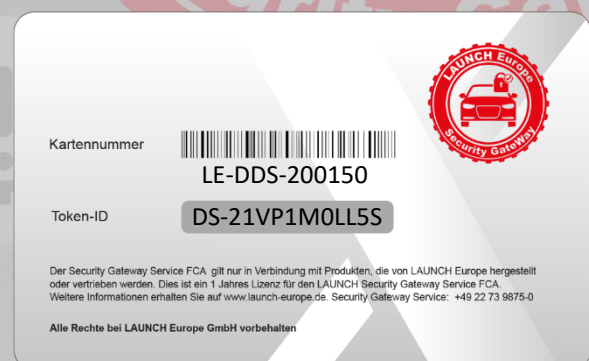 LAUNCH Europe
Security GateWay
Kartennummer
LE-DDS-200150
Token-ID
DS-21VP1M0LL5S
Der Security Gateway Service FCA gilt nur in Verbindung mit Produkten, die von LAUNCH Europe hergestellt
oder vertrieben werden. Dies ist ein 1 Jahres Lizenz für den LAUNCH Security Gateway Service FCA.
Weitere Informationen erhalten Sie auf www.launch-europe.de. Security Gateway Service: +49 22 73 9875-0
Alle Rechte bei LAUNCH Europe GmbH vorbehalten